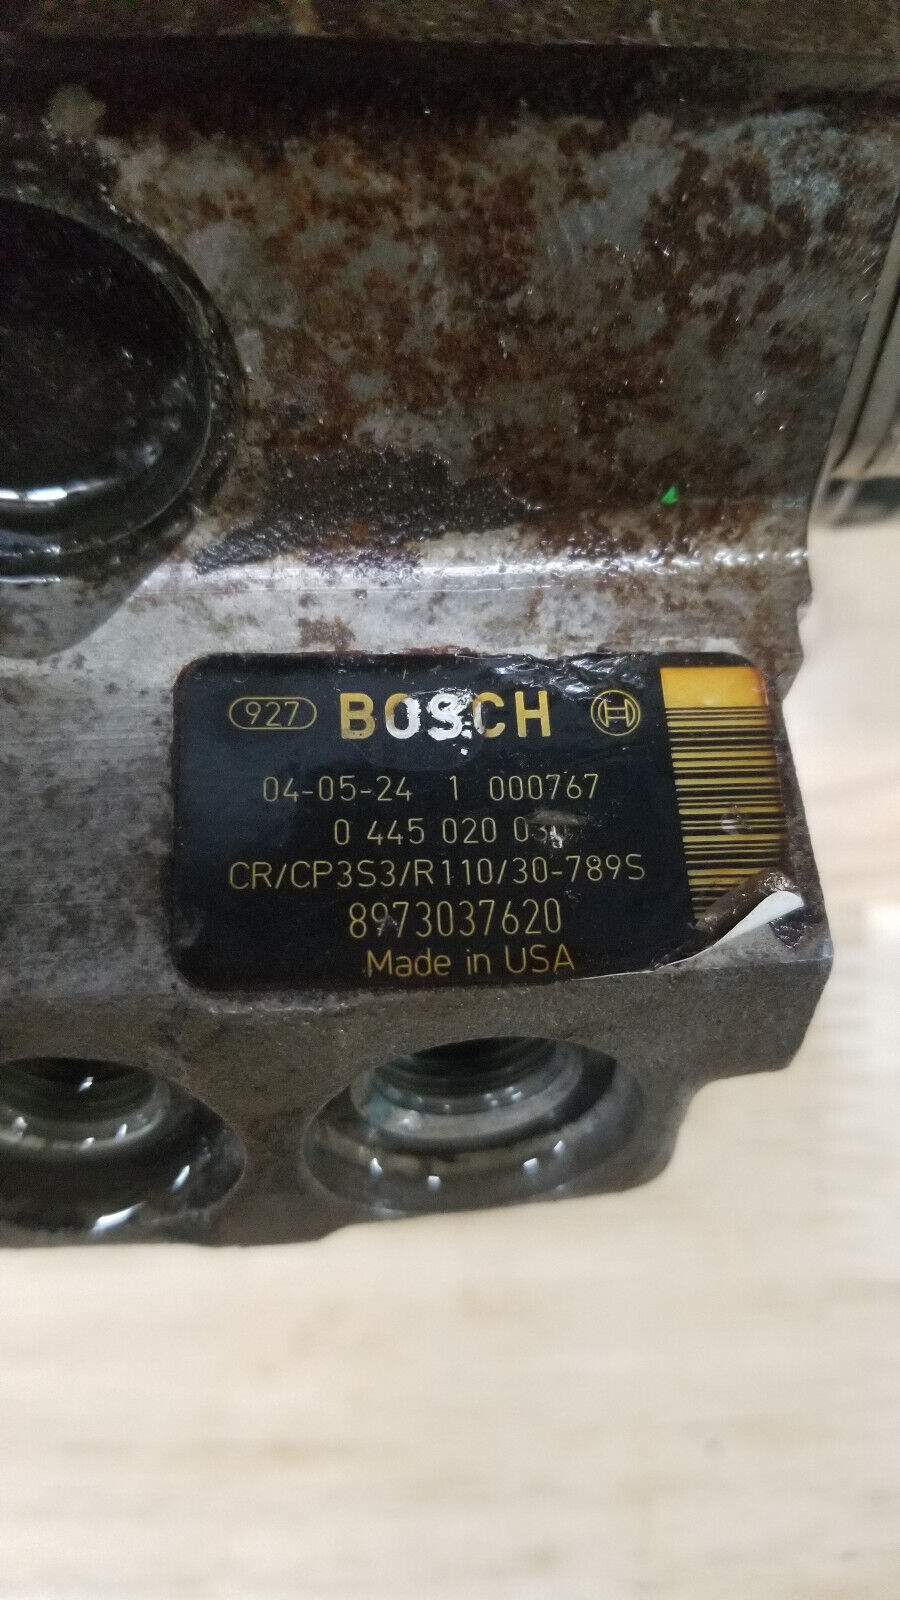 927 BOSCH
04-05-24 1 000767
0 445 020
CR/CP3S3/R110/30-789S
8973037620
Made in USA